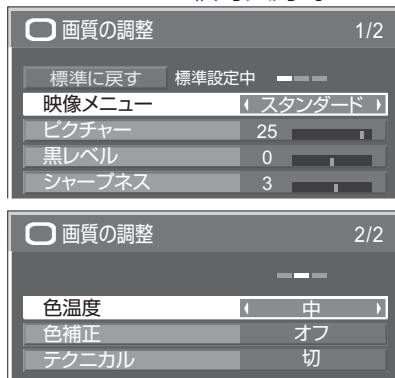 画質の調整 1/2
標準に戻す 標準設定中
映像メニュー スタンダード
ピクチャー 25
黒レベル 0
シャープネス 3
画質の調整 2/2
色温度 中
色補正 オフ
テクニカル 切